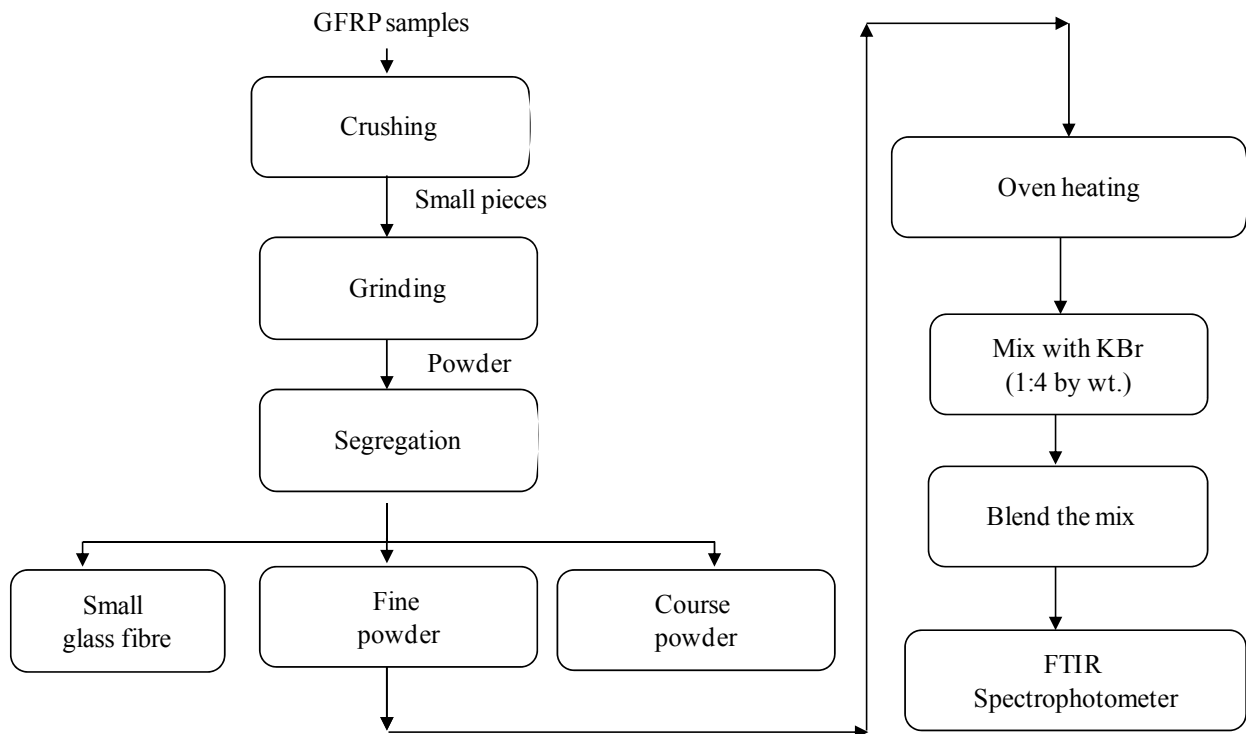 GFRP samples
Crushing
Small pieces
Grinding
Powder
Segregation
Small
glass fibre
Fine
powder
Course
powder
Oven heating
Mix with KBr
(1:4 by wt.)
Blend the mix
FTIR
Spectrophotometer